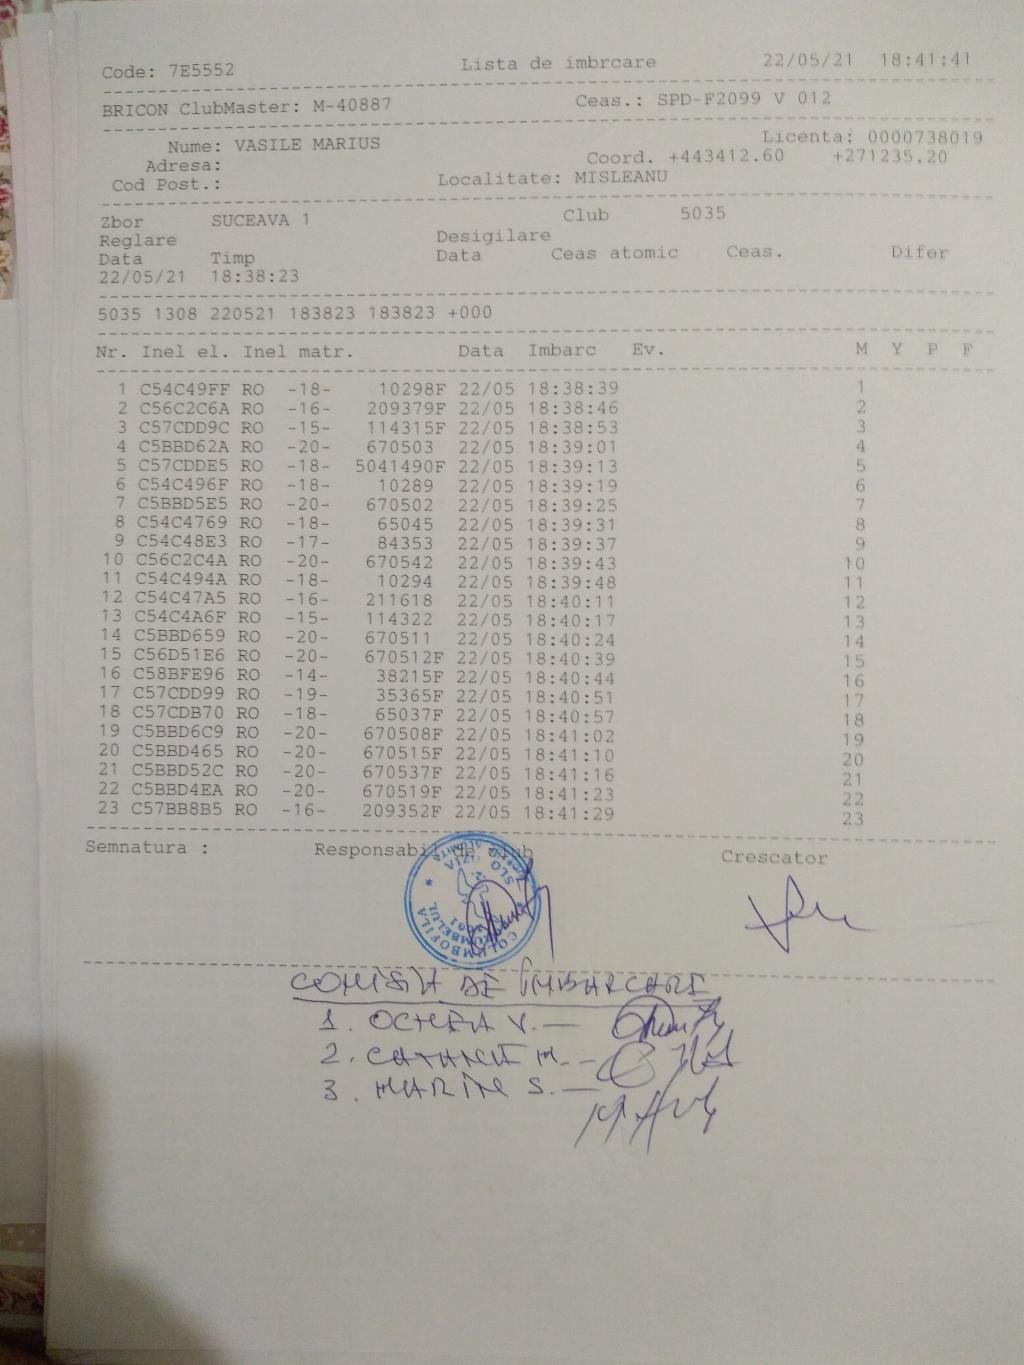 Code: 7E5552 Lista de imbrcare 22/05/21 18:41:41
BRICON ClubMaster: M-40887 Ceas.: SPD-F2099 V 012
Nume: VASILE MARIUS Licenta: 0000738019
Adresa: Coord. +443412.60 +271235.20
Cod Post.: Localitate: MISLEANU
Zbor SUCEAVA 1 Club 5035
Reglare Desigilare
Data Timp Data Ceas atomic Ceas. Difer
22/05/21 18:38:23
5035 1308 220521 183823 183823 +000
Nr. Inel el. Inel matr. Data Imbarc Ev. M Y P F
1 C54C49FF RO -18- 10298F 22/05 18:38:39 1
2 C56C2C6A RO -16- 209379F 22/05 18:38:46 2
3 C57CDD9C RO -15- 114315F 22/05 18:38:53 3
4 C5BBD62A RO -20- 670503 22/05 18:39:01 4
5 C57CDDE5 RO -18- 5041490F 22/05 18:39:13 5
6 C54C496F RO -18- 10289 22/05 18:39:19 6
7 C5BBD5E5 RO -20- 670502 22/05 18:39:25 7
8 C54C4769 RO -18- 65045 22/05 18:39:31 8
9 C54C48E3 RO -17- 84353 22/05 18:39:37 9
10 C56C2C4A RO -20- 670542 22/05 18:39:43 10
11 C54C494A RO -18- 10294 22/05 18:39:48 11
12 C54C47A5 RO -16- 211618 22/05 18:40:11 12
13 C54C4A6F RO -15- 114322 22/05 18:40:17 13
14 C5BBD659 RO -20- 670511 22/05 18:40:24 14
15 C56D51E6 RO -20- 670512F 22/05 18:40:39 15
16 C58BFE96 RO -14- 38215F 22/05 18:40:44 16
17 C57CDD99 RO -19- 35365F 22/05 18:40:51 17
18 C57CDB70 RO -18- 65037F 22/05 18:40:57 18
19 C5BBD6C9 RO -20- 670508F 22/05 18:41:02 19
20 C5BBD465 RO -20- 670515F 22/05 18:41:10 20
21 C5BBD52C RO -20- 670537F 22/05 18:41:16 21
22 C5BBD4EA RO -20- 670519F 22/05 18:41:23 22
23 C57BB8B5 RO -16- 209352F 22/05 18:41:29 23
Semnatura : Responsabil de club Crescator
COLUMBOFILA
COMISIA DE ÎMBARCARE
1. OCNEA V. —
2. M. —
3. MARIN S. —